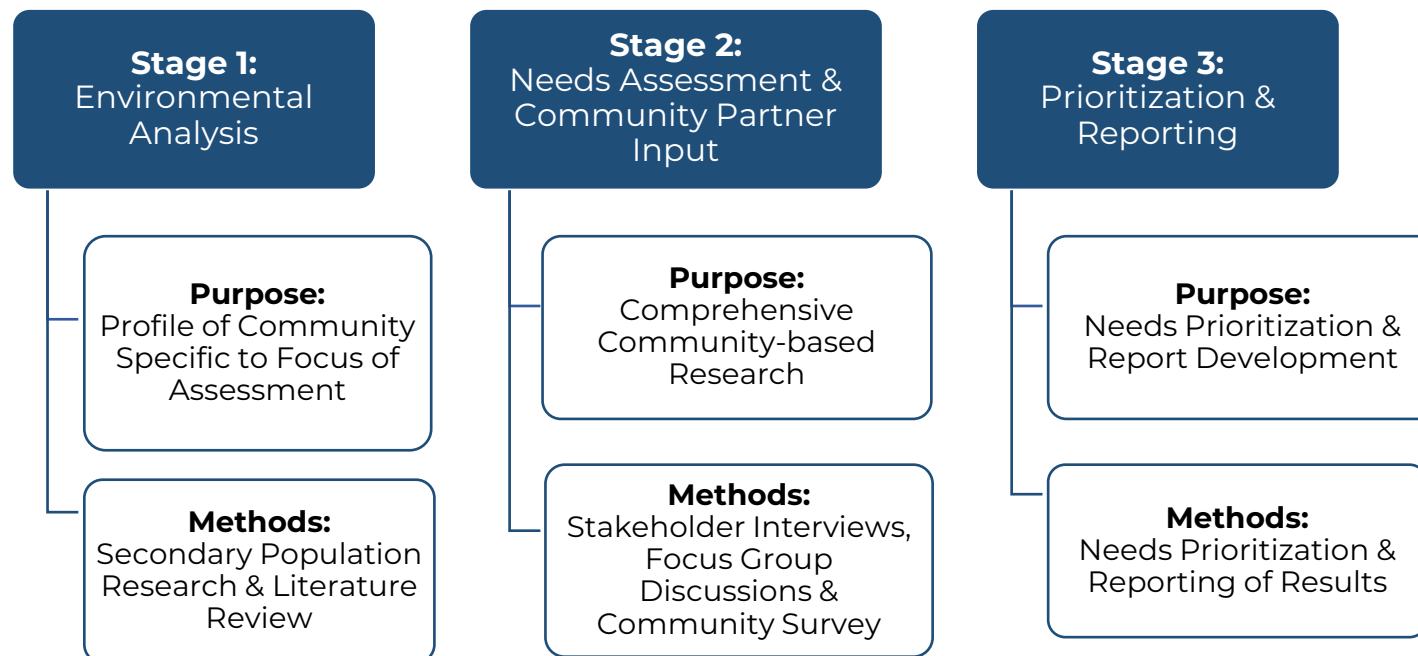 Stage 1:
Environmental
Analysis
Purpose:
Profile of Community
Specific to Focus of
Assessment
Methods:
Secondary Population
Research & Literature
Review
Stage 2:
Needs Assessment &
Community Partner
Input
Purpose:
Comprehensive
Community-based
Research
Methods:
Stakeholder Interviews,
Focus Group
Discussions &
Community Survey
Stage 3:
Prioritization &
Reporting
Purpose:
Needs Prioritization &
Report Development
Methods:
Needs Prioritization &
Reporting of Results